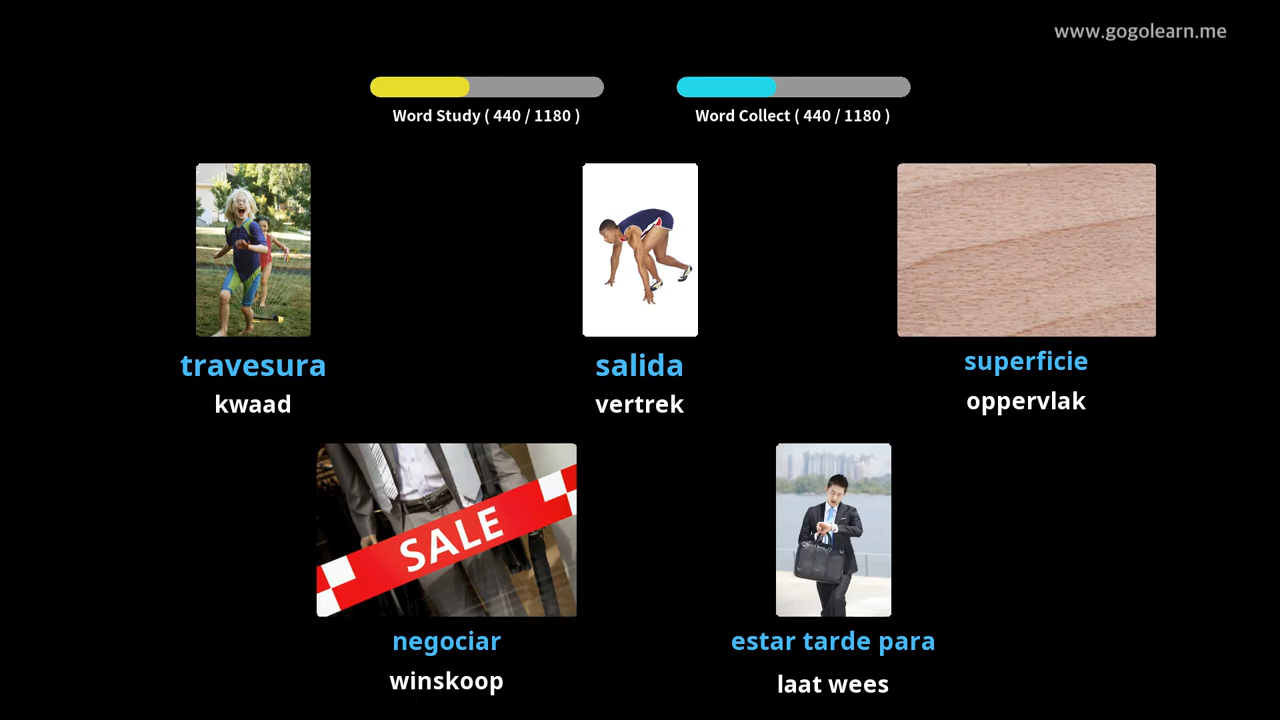 www.gogolearn.me
Word Study ( 440 / 1180 )
Word Collect ( 440 / 1180 )
travesura
kwaad
salida
vertrek
superficie
oppervlak
SALE
negociar
winskoop
estar tarde para
laat wees